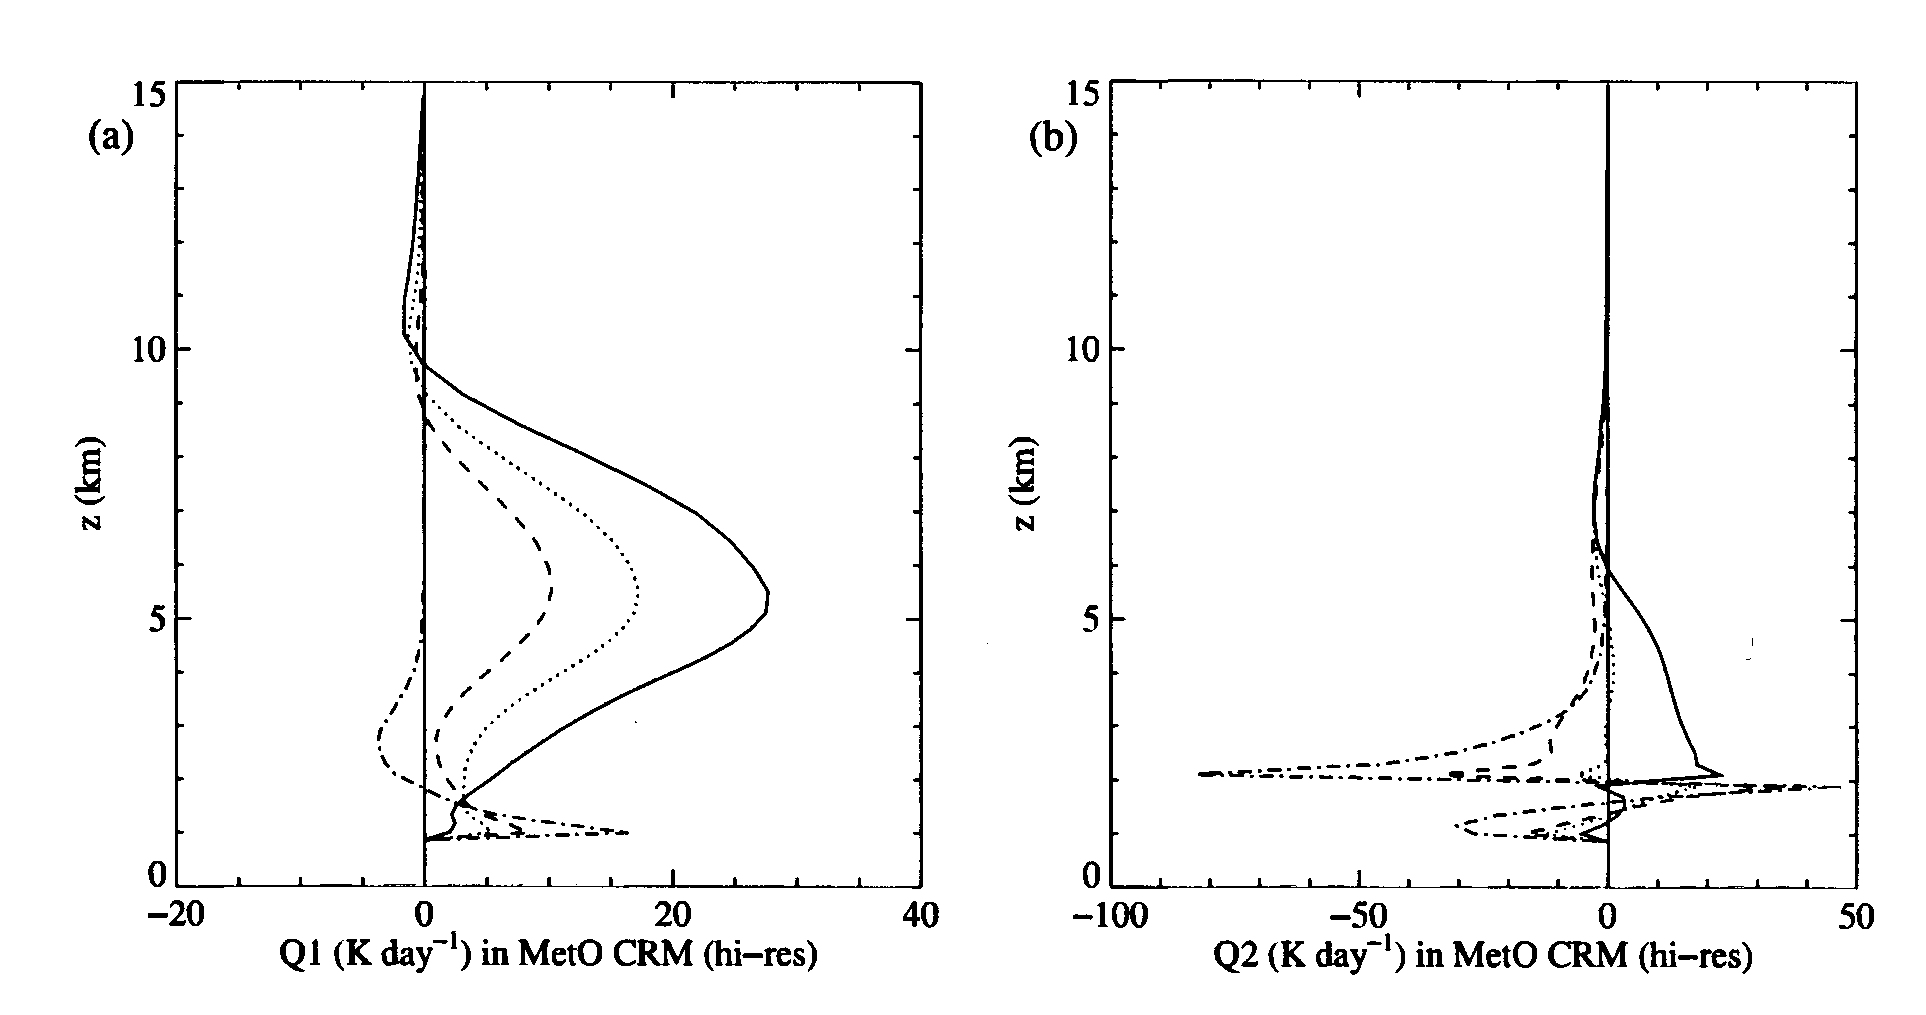 (a)
15
10
5
0
z (km)
−20 0 20 40
Q1 (K day⁻¹) in MetO CRM (hi−res)
(b)
15
10
5
0
z (km)
−100 −50 0 50
Q2 (K day⁻¹) in MetO CRM (hi−res)